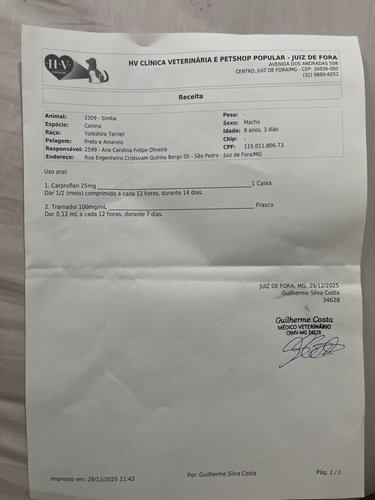 HV
HV CLÍNICA VETERINÁRIA E PETSHOP POPULAR - JUIZ DE FORA
AVENIDA DOS ANDRADAS 508
CENTRO, JUIZ DE FORA/MG - CEP: 36036-000
(32) 9880-6052
Receita
Animal: 3309 - Simba Peso: -
Espécie: Canina Sexo: Macho
Raça: Yorkshire Terrier Idade: 9 anos, 3 dias
Pelagem: Preto e Amarelo Chip: -
Responsável: 2599 - Ana Carolina Felipe Oliveira CPF: 115.011.806-73
Endereço: Rua Engenheiro Cristovam Quirino Bergo 05 - São Pedro - Juiz de Fora/MG
Uso oral:
1. Carproflan 25mg 1 Caixa
Dar 1/2 (meio) comprimido a cada 12 horas, durante 14 dias.
2. Tramadol 100mg/mL Frasco
Dar 0,12 mL a cada 12 horas, durante 7 dias.
JUIZ DE FORA, MG, 29/12/2025
Guilherme Silva Costa
34628
Guilherme Costa
MÉDICO VETERINÁRIO
CRMV-MG 34628
Impresso em: 29/12/2025 11:43 Por: Guilherme Silva Costa Pág. 1 / 1